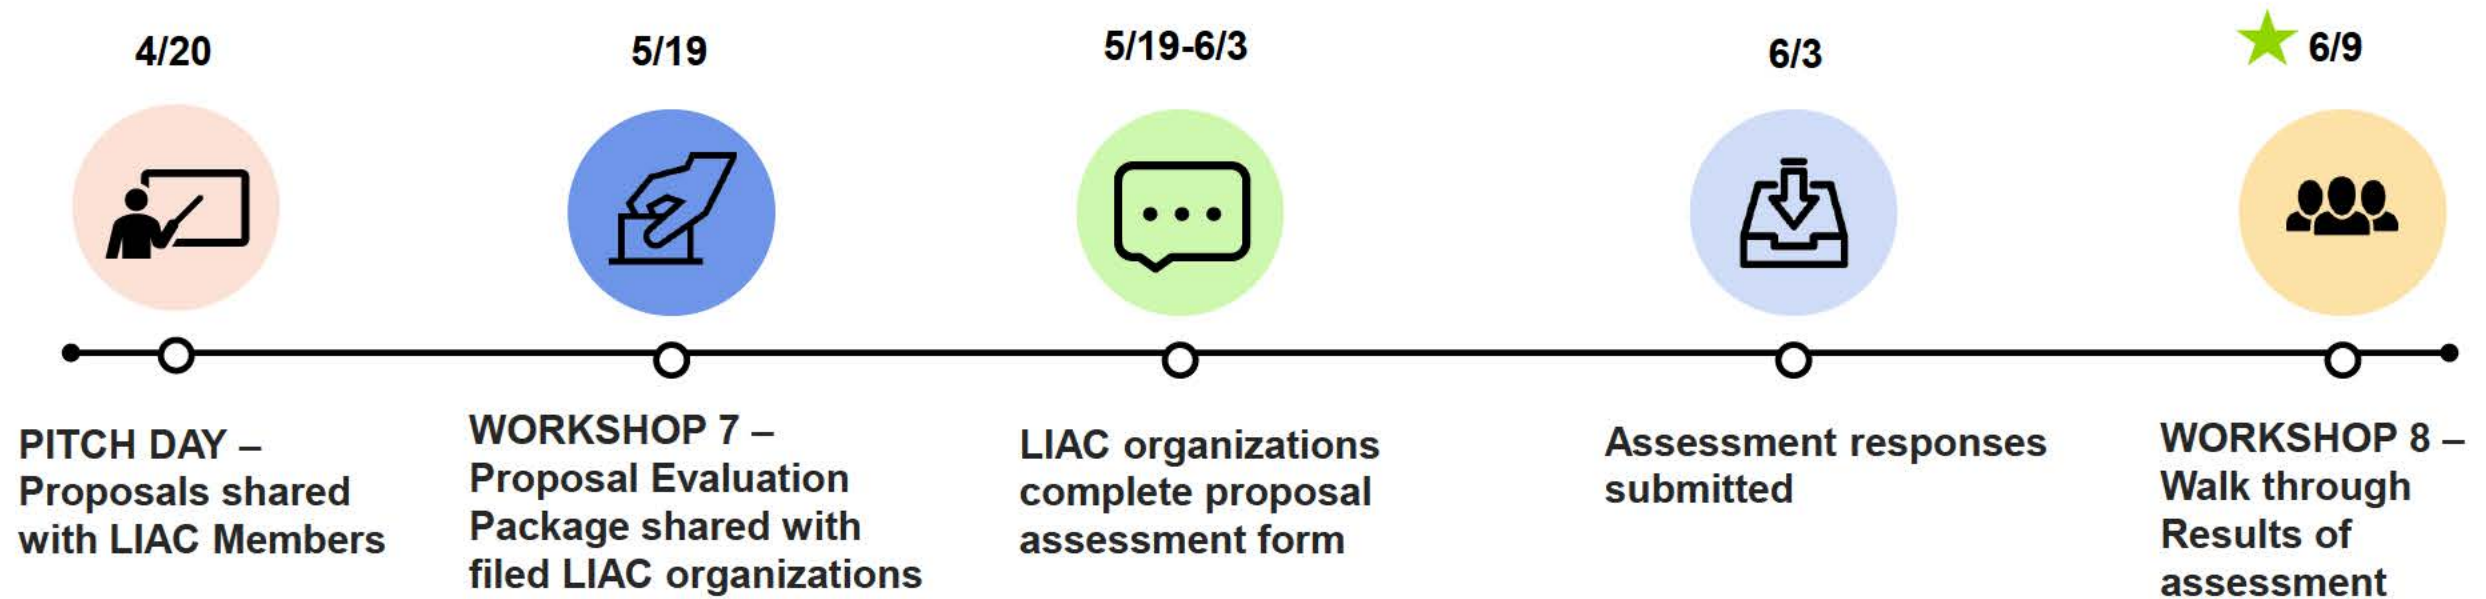 4/20
PITCH DAY –
Proposals shared
with LIAC Members
5/19
WORKSHOP 7 –
Proposal Evaluation
Package shared with
filed LIAC organizations
5/19-6/3
LIAC organizations
complete proposal
assessment form
6/3
Assessment responses
submitted
6/9
WORKSHOP 8 –
Walk through
Results of
assessment